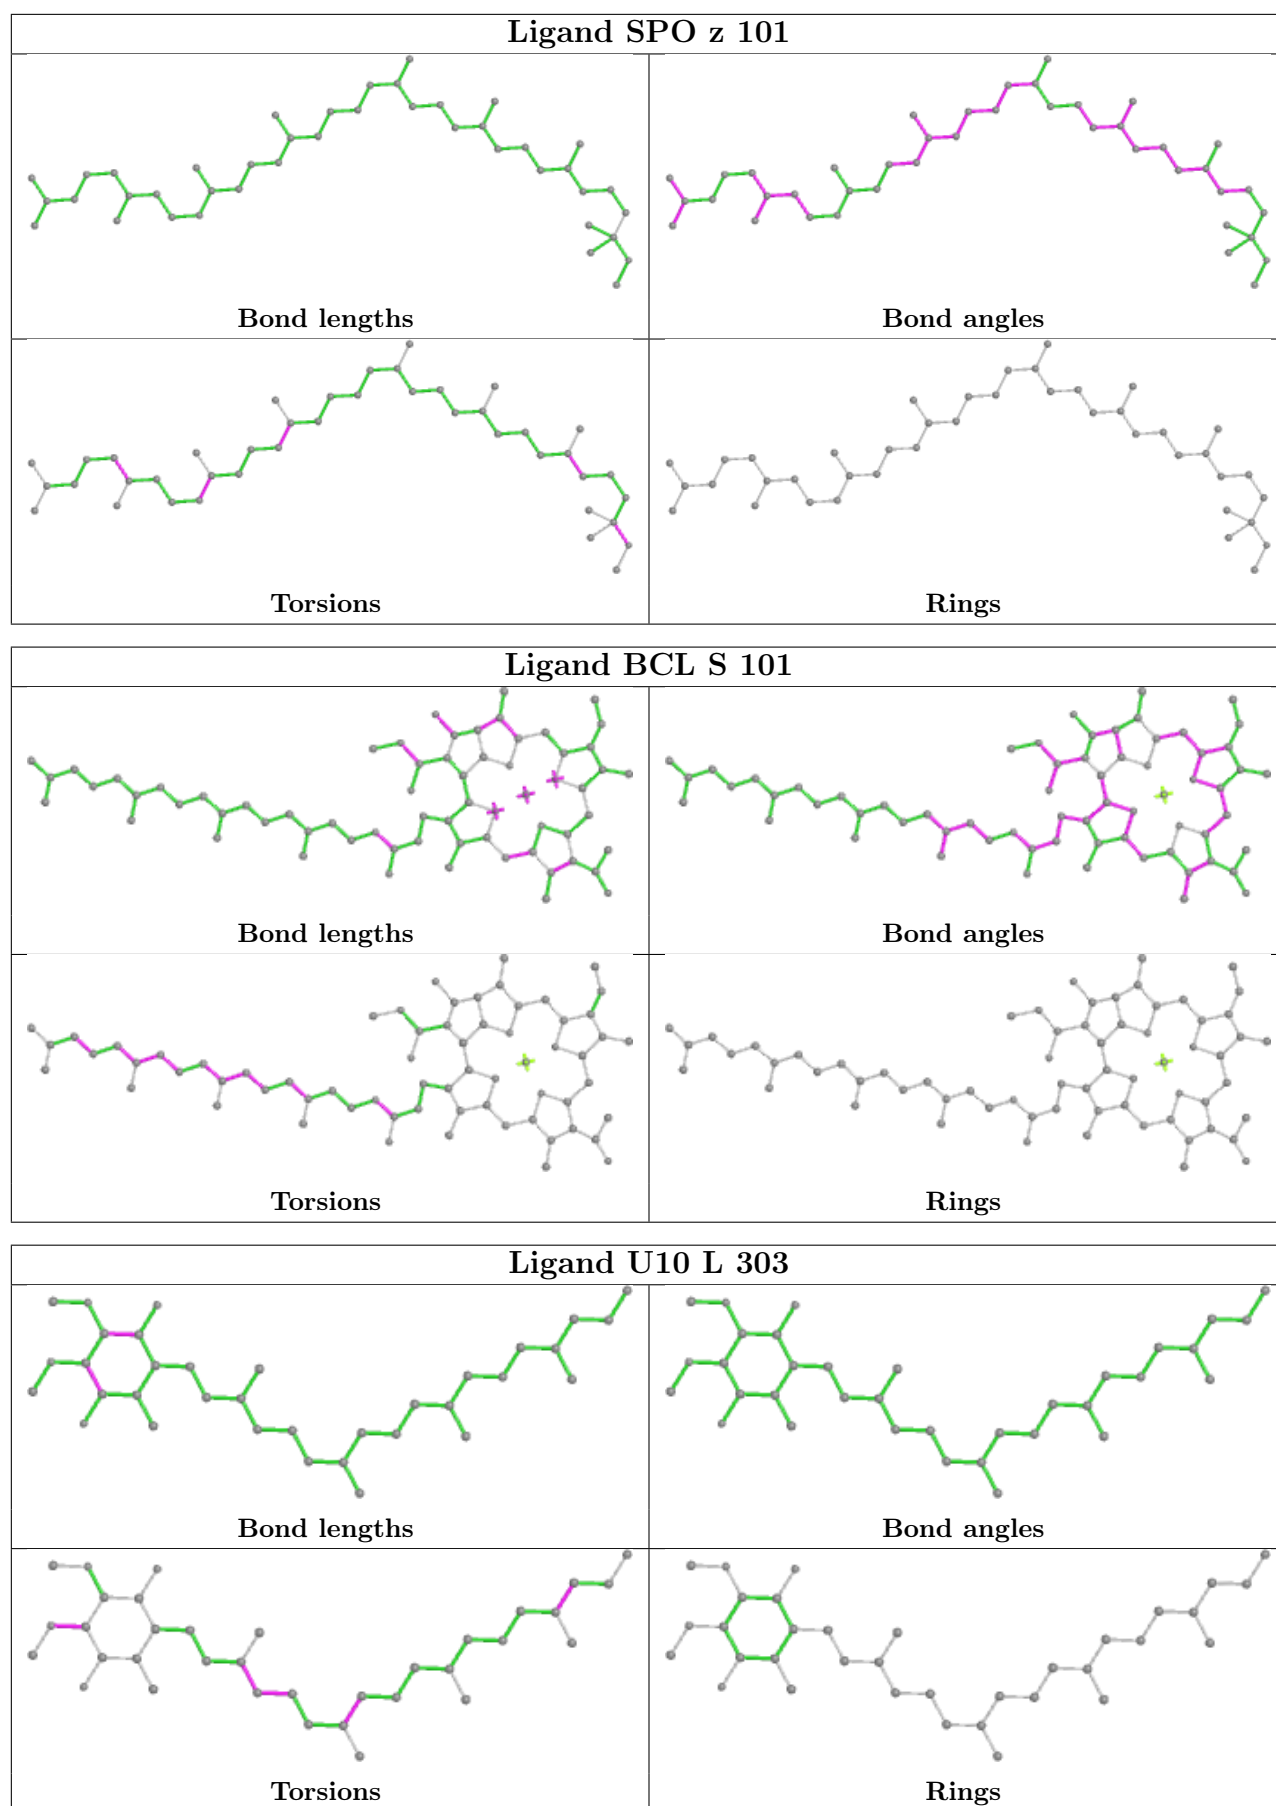 Ligand SPO z 101
Bond lengths
Bond angles
Torsions
Rings
Ligand BCL S 101
Bond lengths
Bond angles
Torsions
Rings
Ligand U10 L 303
Bond lengths
Bond angles
Torsions
Rings